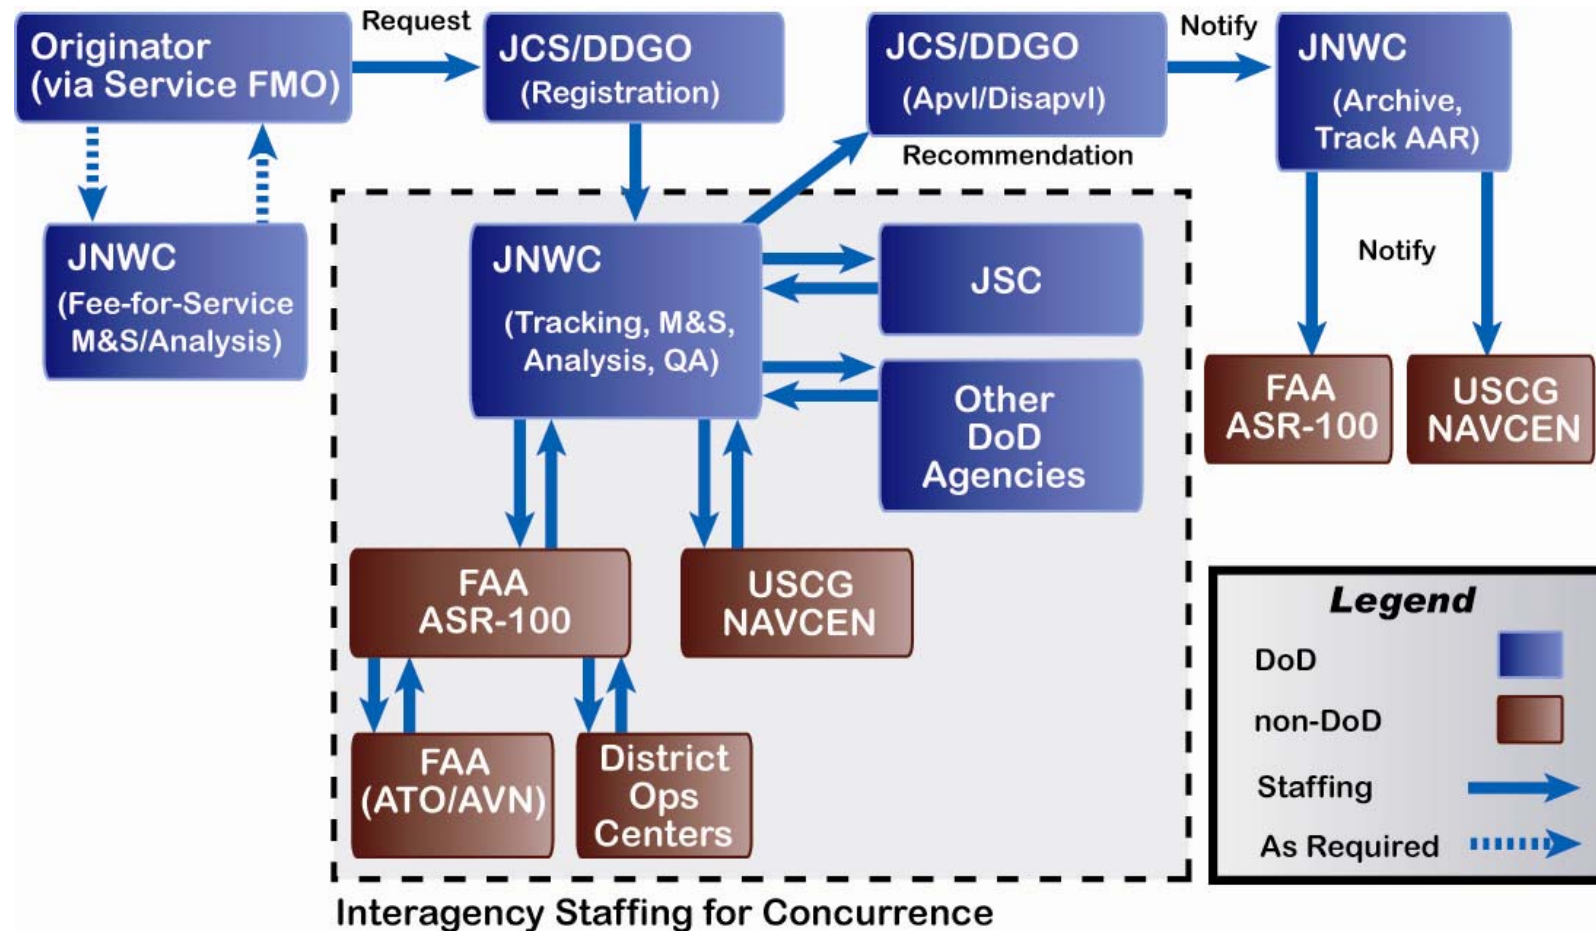 Originator
(via Service FMO)
Request
JCS/DDGO
(Registration)
JCS/DDGO
(Apvl/Disapvl)
Notify
JNWC
(Archive,
Track AAR)
Recommendation
JNWC
(Fee-for-Service
M&S/Analysis)
JNWC
(Tracking, M&S,
Analysis, QA)
JSC
Other
DoD
Agencies
Notify
FAA
ASR-100
USCG
NAVCEN
FAA
ASR-100
USCG
NAVCEN
FAA
(ATO/AVN)
District
Ops
Centers
Legend
DoD
non-DoD
Staffing
As Required
Interagency Staffing for Concurrence